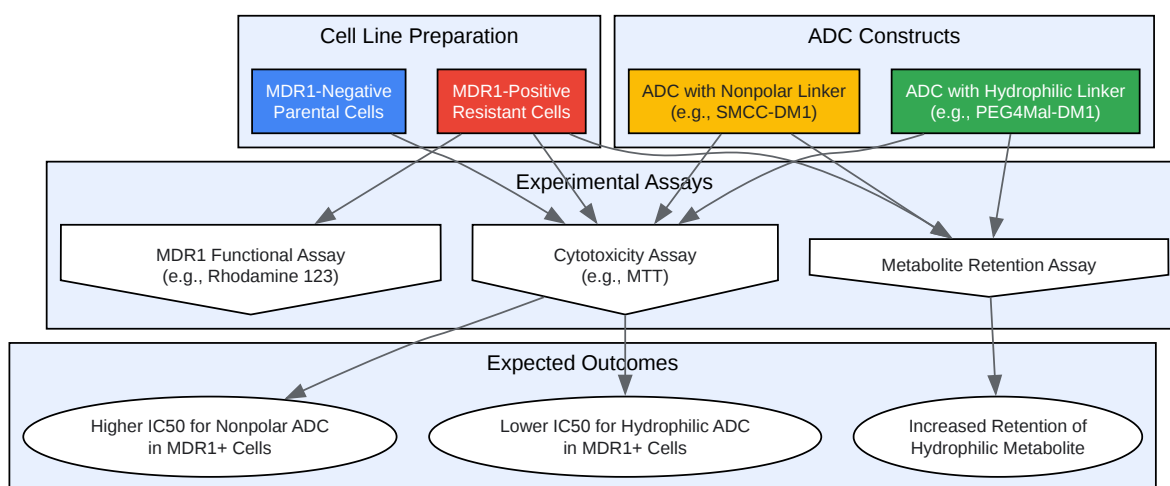 Cell Line Preparation
ADC Constructs
MDR1-Negative
Parental Cells
MDR1-Positive
Resistant Cells
ADC with Nonpolar Linker
(e.g., SMCC-DM1)
ADC with Hydrophilic Linker
(e.g., PEG4Mal-DM1)
Experimental Assays
MDR1 Functional Assay
(e.g., Rhodamine 123)
Cytotoxicity Assay
(e.g., MTT)
Metabolite Retention Assay
Expected Outcomes
Higher IC50 for Nonpolar ADC
in MDR1+ Cells
Lower IC50 for Hydrophilic ADC
in MDR1+ Cells
Increased Retention of
Hydrophilic Metabolite